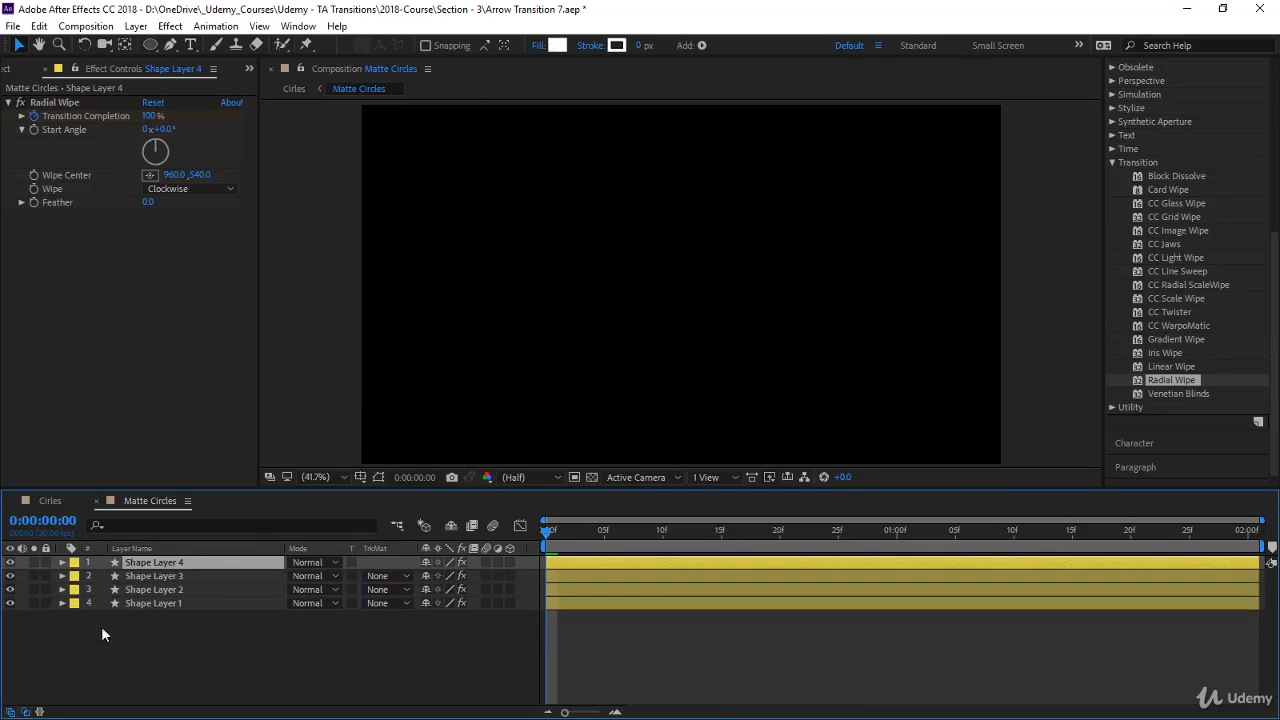 Adobe After Effects CC 2018 - D:\OneDrive\_Udemy_Courses\Udemy - TA Transitions\2018-Course\Section - 3\Arrow Transition 7.aep *
File Edit Composition Layer Effect Animation View Window Help
Snapping Fill: Stroke: 0 px Add: Default Standard Small Screen Search Help
ect Effect Controls Shape Layer 4
Composition Matte Circles
Matte Circles - Shape Layer 4
Cirles Matte Circles
fx Radial Wipe Reset About
Transition Completion 100 %
Start Angle 0 x +0.0 °
Wipe Center 960.0 , 540.0
Wipe Clockwise
Feather 0.0
Obsolete
Perspective
Simulation
Stylize
Synthetic Aperture
Text
Time
Transition
Block Dissolve
Card Wipe
CC Glass Wipe
CC Grid Wipe
CC Image Wipe
CC Jaws
CC Light Wipe
CC Line Sweep
CC Radial ScaleWipe
CC Scale Wipe
CC Twister
CC WarpoMatic
Gradient Wipe
Iris Wipe
Linear Wipe
Radial Wipe
Venetian Blinds
Utility
Character
Paragraph
(41.7%) 0:00:00:00 (Half) Active Camera 1 View +0.0
Cirles Matte Circles
0:00:00:00
00000 (30.00 fps)
05f 10f 15f 20f 25f 01:00f 05f 10f 15f 20f 25f 02:00f
# Layer Name Mode T TrkMat
1 Shape Layer 4 Normal
2 Shape Layer 3 Normal None
3 Shape Layer 2 Normal None
4 Shape Layer 1 Normal None
Udemy